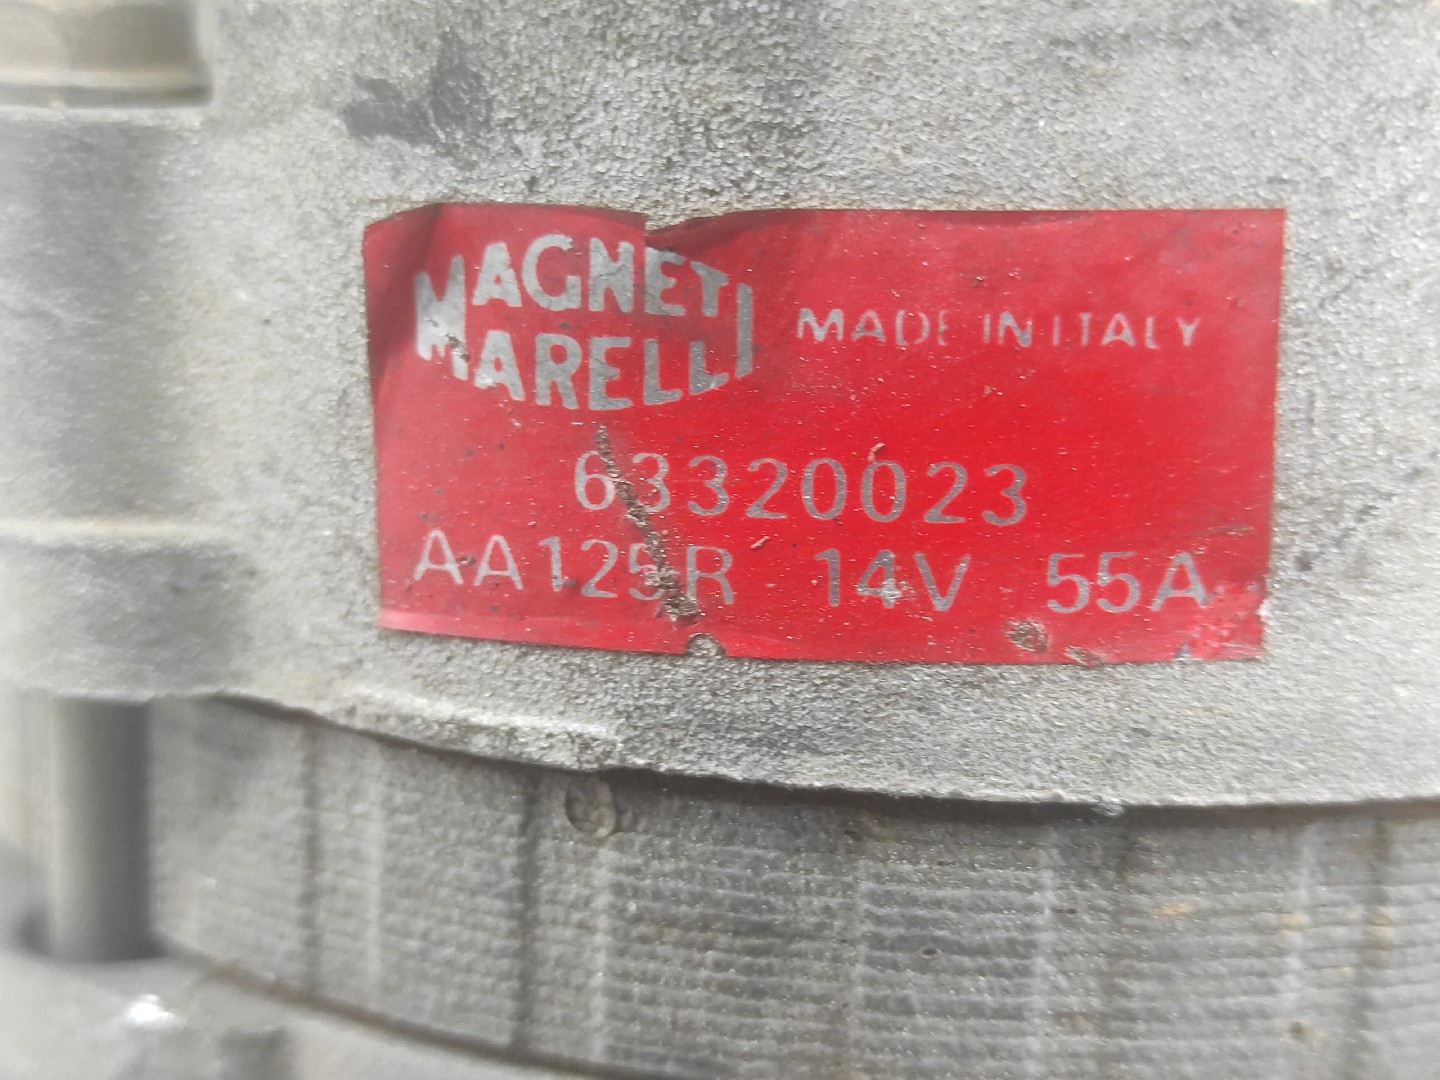 MAGNETI
MARELLI
MADE IN ITALY
63320023
AA125R 14V 55A